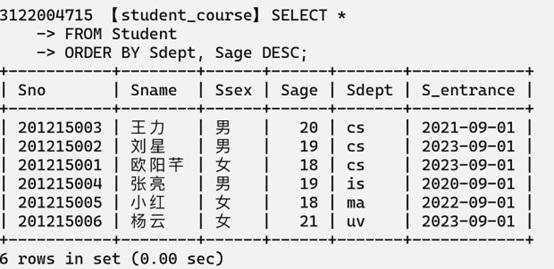 3122004715 【student_course】SELECT *
    -> FROM Student
    -> ORDER BY Sdept, Sage DESC;
+-----------+--------+------+------+-------+------------+
| Sno       | Sname  | Ssex | Sage | Sdept | S_entrance |
+-----------+--------+------+------+-------+------------+
| 201215003 | 王力   | 男   |   20 | cs    | 2021-09-01 |
| 201215002 | 刘星   | 男   |   19 | cs    | 2023-09-01 |
| 201215001 | 欧阳芊 | 女   |   18 | cs    | 2023-09-01 |
| 201215004 | 张亮   | 男   |   19 | is    | 2020-09-01 |
| 201215005 | 小红   | 女   |   18 | ma    | 2022-09-01 |
| 201215006 | 杨云   | 女   |   21 | uv    | 2023-09-01 |
+-----------+--------+------+------+-------+------------+
6 rows in set (0.00 sec)